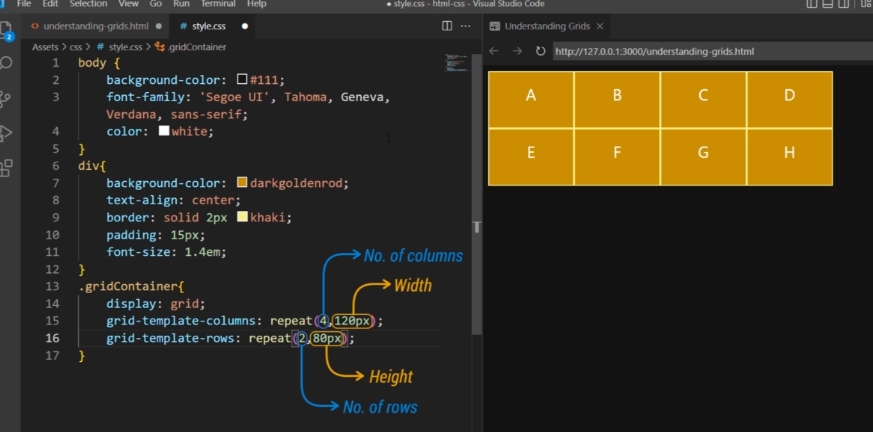 File Edit Selection View Go Run Terminal Help
• style.css - html-css - Visual Studio Code
<> understanding-grids.html ●
# style.css ●
Understanding Grids ×
Assets > css > # style.css > .gridContainer
http://127.0.0.1:3000/understanding-grids.html
2
1 body {
2 background-color: #111;
3 font-family: 'Segoe UI', Tahoma, Geneva,
Verdana, sans-serif;
4 color: white;
5 }
6 div{
7 background-color: darkgoldenrod;
8 text-align: center;
9 border: solid 2px khaki;
10 padding: 15px;
11 font-size: 1.4em;
12 }
13 .gridContainer{
14 display: grid;
15 grid-template-columns: repeat(4,120px);
16 grid-template-rows: repeat(2,80px);
17 }
No. of columns
Width
Height
No. of rows
T
A B C D
E F G H